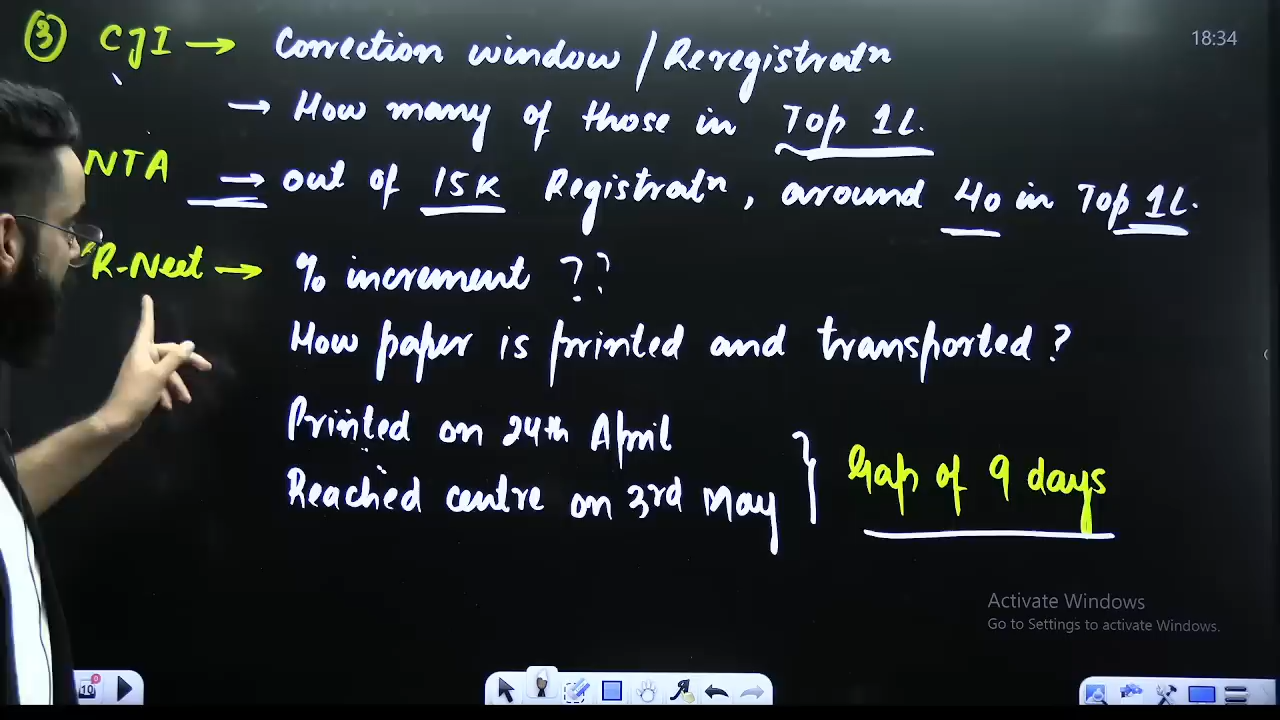 18:34
③ CJI → Correction window / Reregistratⁿ
→ How many of those in Top 1L.
NTA → out of 15K Registratⁿ, around 40 in Top 1L.
R-Neet → % increment ??
How paper is printed and transported?
Printed on 24th April
Reached centre on 3rd May } Gap of 9 days
Activate Windows
Go to Settings to activate Windows.
10